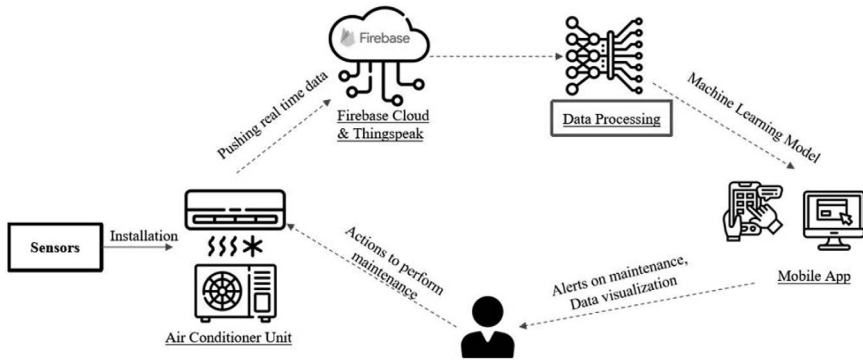 Firebase
Firebase Cloud
& Thingspeak
Pushing real time data
Data Processing
Machine Learning Model
Sensors
Installation
Air Conditioner Unit
Actions to perform
maintenance
Alerts on maintenance,
Data visualization
Mobile App